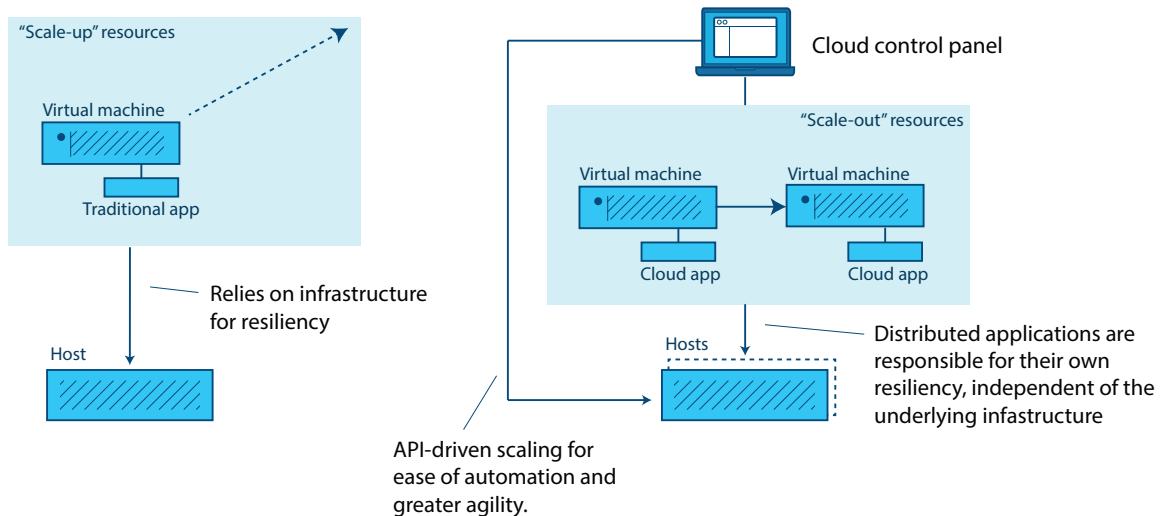 “Scale-up” resources
Virtual machine
Traditional app
Relies on infrastructure
for resiliency
Host
Cloud control panel
“Scale-out” resources
Virtual machine
Virtual machine
Cloud app
Cloud app
Hosts
Distributed applications are
responsible for their own
resiliency, independent of the
underlying infastructure
API-driven scaling for
ease of automation and
greater agility.